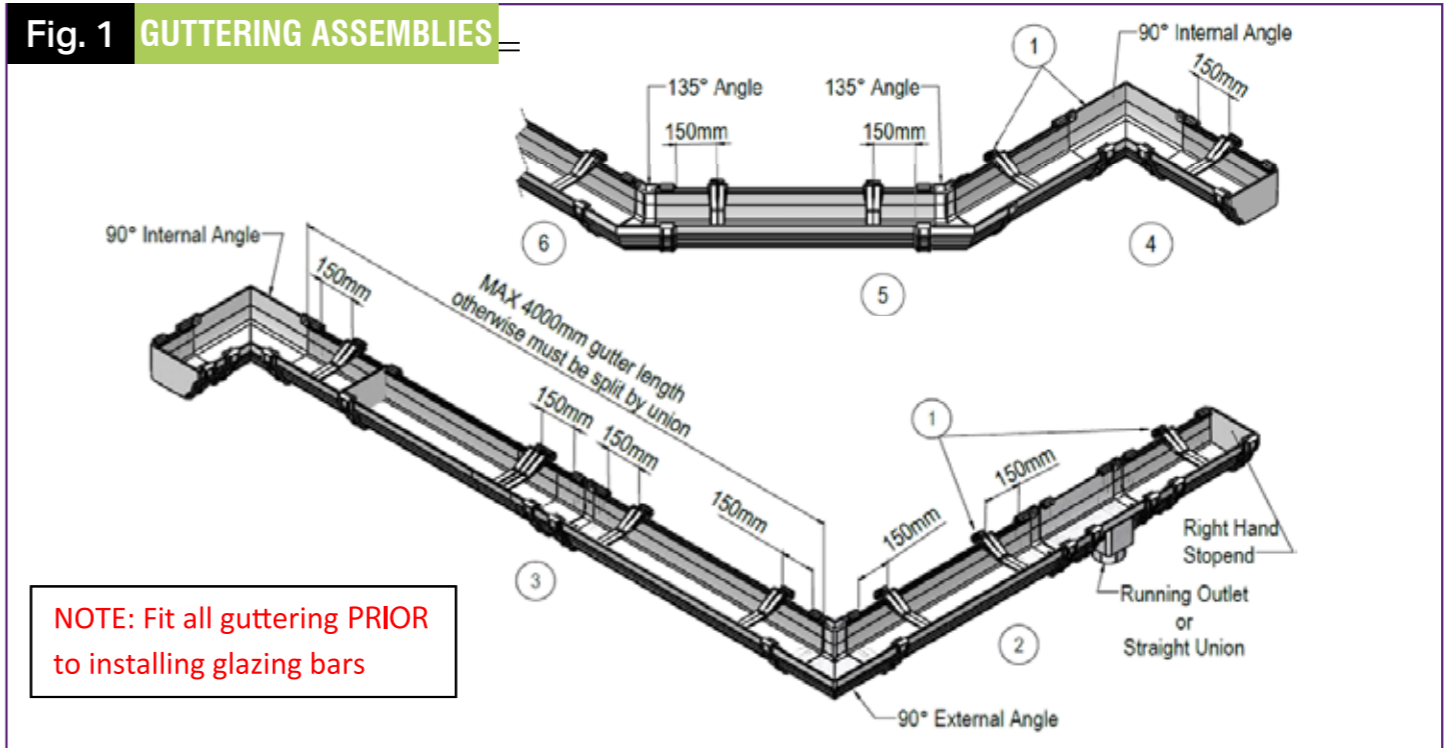 Fig. 1 GUTTERING ASSEMBLIES
1
90° Internal Angle
150mm
135° Angle
135° Angle
150mm
150mm
6
5
4
90° Internal Angle
150mm
MAX 4000mm gutter length
otherwise must be split by union
150mm
150mm
150mm
1
150mm
150mm
Right Hand
Stopend
3
Running Outlet
or
Straight Union
2
NOTE: Fit all guttering PRIOR
to installing glazing bars
90° External Angle